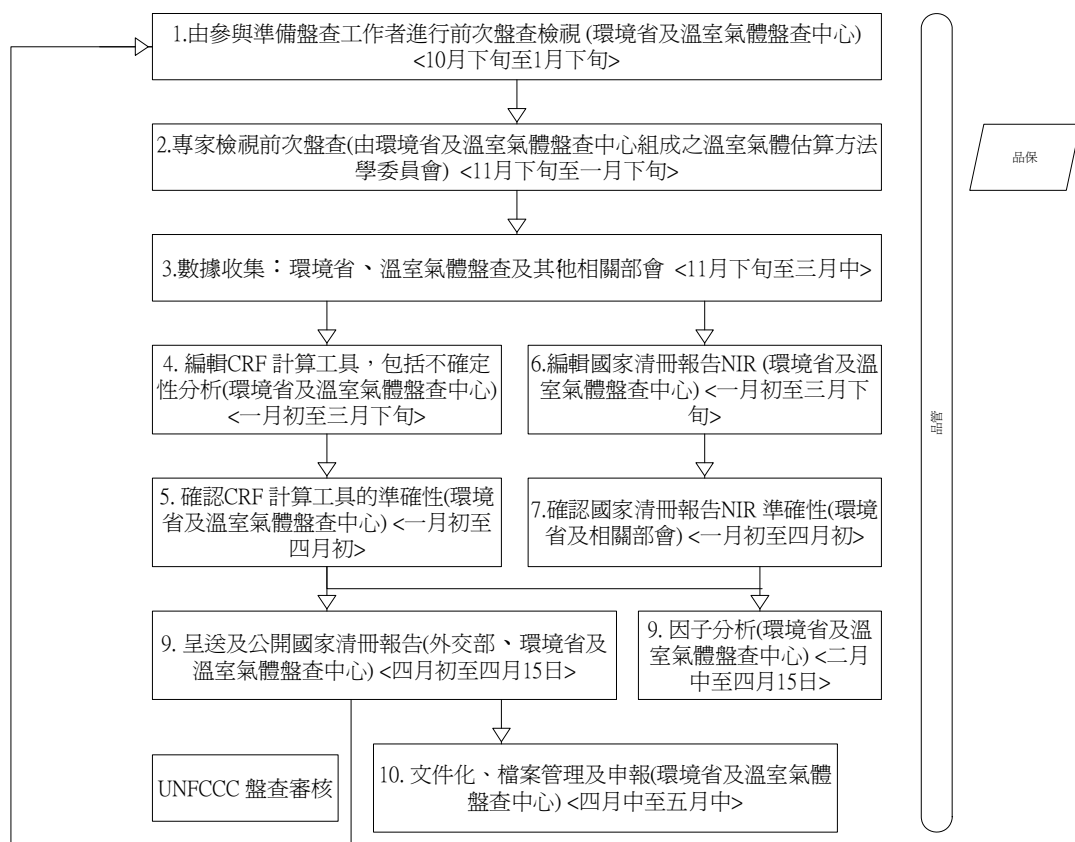 1.由參與準備盤查工作者進行前次盤查檢視 (環境省及溫室氣體盤查中心)
<10月下旬至1月下旬>
2.專家檢視前次盤查(由環境省及溫室氣體盤查中心組成之溫室氣體估算方法
學委員會) <11月下旬至一月下旬>
品保
3.數據收集：環境省、溫室氣體盤查及其他相關部會 <11月下旬至三月中>
4. 編輯CRF 計算工具，包括不確定
性分析(環境省及溫室氣體盤查中心)
<一月初至三月下旬>
6.編輯國家清冊報告NIR (環境省及溫
室氣體盤查中心) <一月初至三月下
旬>
品管
5. 確認CRF 計算工具的準確性(環境
省及溫室氣體盤查中心) <一月初至
四月初>
7.確認國家清冊報告NIR 準確性(環境
省及相關部會) <一月初至四月初>
9. 呈送及公開國家清冊報告(外交部、環境省及
溫室氣體盤查中心) <四月初至四月15日>
9. 因子分析(環境省及溫
室氣體盤查中心) <二月
中至四月15日>
UNFCCC 盤查審核
10. 文件化、檔案管理及申報(環境省及溫室氣體
盤查中心) <四月中至五月中>